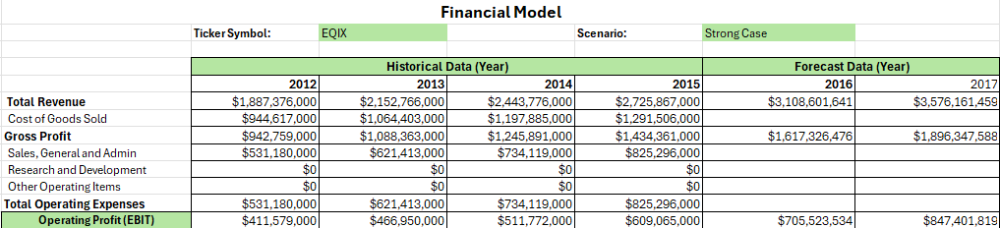 Financial Model
Ticker Symbol: EQIX Scenario: Strong Case
Historical Data (Year) Forecast Data (Year)
2012 2013 2014 2015 2016 2017
Total Revenue $1,887,376,000 $2,152,766,000 $2,443,776,000 $2,725,867,000 $3,108,601,641 $3,576,161,459
Cost of Goods Sold $944,617,000 $1,064,403,000 $1,197,885,000 $1,291,506,000
Gross Profit $942,759,000 $1,088,363,000 $1,245,891,000 $1,434,361,000 $1,617,326,476 $1,896,347,588
Sales, General and Admin $531,180,000 $621,413,000 $734,119,000 $825,296,000
Research and Development $0 $0 $0 $0
Other Operating Items $0 $0 $0 $0
Total Operating Expenses $531,180,000 $621,413,000 $734,119,000 $825,296,000
Operating Profit (EBIT) $411,579,000 $466,950,000 $511,772,000 $609,065,000 $705,523,534 $847,401,819